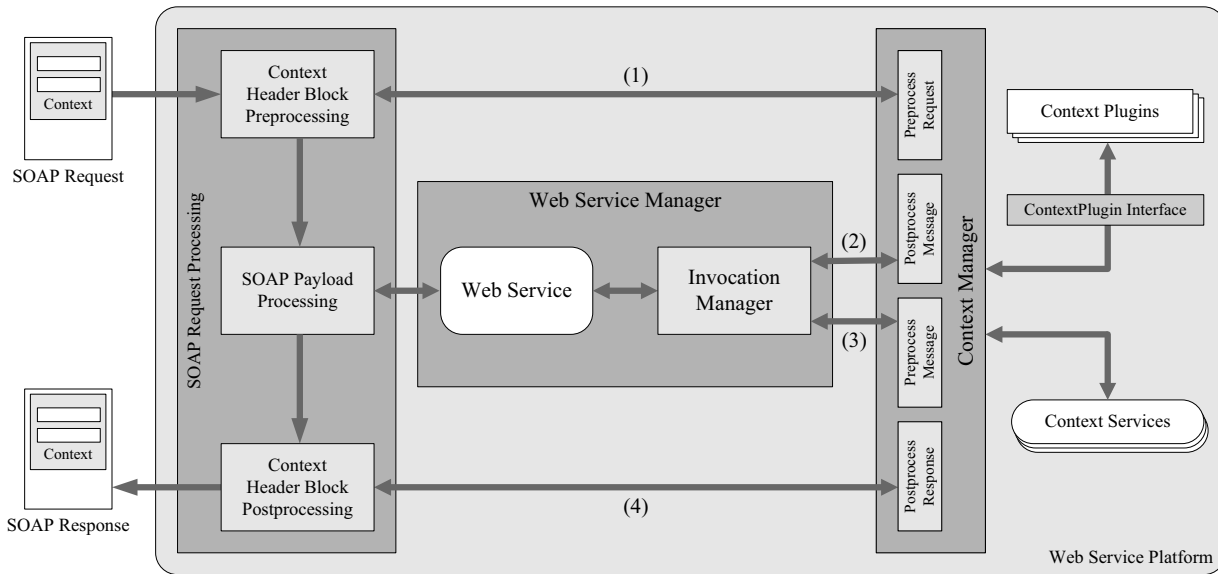 Context
SOAP Request
SOAP Request Processing
Context
Header Block
Preprocessing
(1)
Preprocess
Request
Context Plugins
ContextPlugin Interface
Web Service Manager
SOAP Payload
Processing
Web Service
Invocation
Manager
(2)
Postprocess
Message
(3)
Preprocess
Message
Context Manager
Context Services
Context
SOAP Response
Context
Header Block
Postprocessing
(4)
Postprocess
Response
Web Service Platform